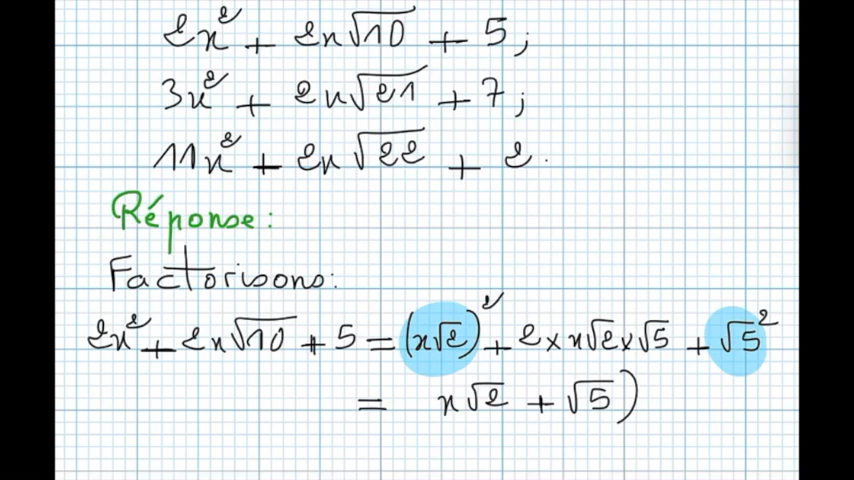 2x² + 2x√10 + 5 ;
3x² + 2x√21 + 7 ;
11x² + 2x√22 + 2 .
Réponse :
Factorisons :
2x² + 2x√10 + 5 = (x√2)² + 2 × x√2 × √5 + √5²
= x√2 + √5)